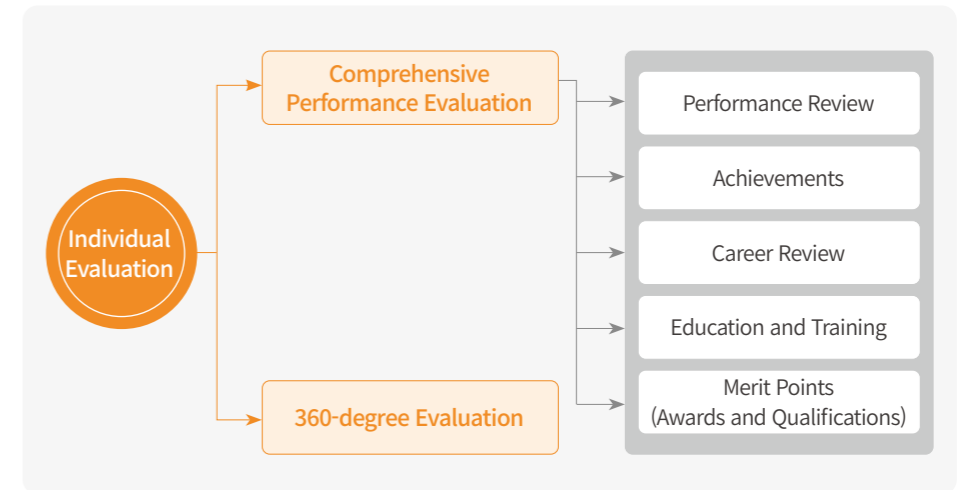 Individual
Evaluation
Comprehensive
Performance Evaluation
360-degree Evaluation
Performance Review
Achievements
Career Review
Education and Training
Merit Points
(Awards and Qualifications)